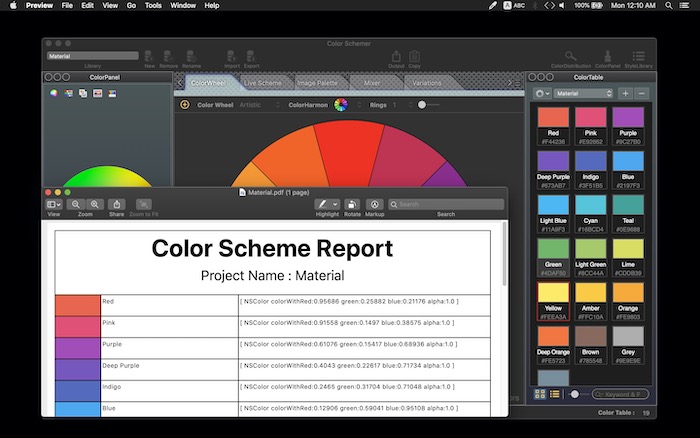 Preview File Edit View Go Tools Window Help
ABC 100% Mon 12:10 AM
Color Schemer
Material
Library New Remove Rename Import Export Output Copy ColorDistribution ColorPanel StyleLibrary
ColorPanel
ColorWheel Live Scheme Image Palette Mixer Variations
Color Wheel Artistic ColorHarmon Rings 1
ColorTable
Material
Red Pink Purple
#F44236 #E92662 #9C27B0
Deep Purple Indigo Blue
#673AB7 #3F51B5 #2197F3
Light Blue Cyan Teal
#11A9F3 #16BCD4 #0E9688
Green Light Green Lime
#4DAF50 #8CC44A #CDDB39
Yellow Amber Orange
#FEEA3A #FFC10A #FE9803
Deep Orange Brown Grey
#FE5723 #785548 #9E9E9E
Keyword & F
Color Table : 19
Material.pdf (1 page)
View Zoom Share Zoom to Fit Highlight Rotate Markup Search
Search
Color Scheme Report
Project Name : Material
Red [ NSColor colorWithRed:0.95686 green:0.25882 blue:0.21176 alpha:1.0 ]
Pink [ NSColor colorWithRed:0.91558 green:0.1497 blue:0.38575 alpha:1.0 ]
Purple [ NSColor colorWithRed:0.61076 green:0.15417 blue:0.68936 alpha:1.0 ]
Deep Purple [ NSColor colorWithRed:0.4043 green:0.22617 blue:0.71734 alpha:1.0 ]
Indigo [ NSColor colorWithRed:0.2465 green:0.31704 blue:0.71048 alpha:1.0 ]
Blue [ NSColor colorWithRed:0.12906 green:0.59041 blue:0.95108 alpha:1.0 ]